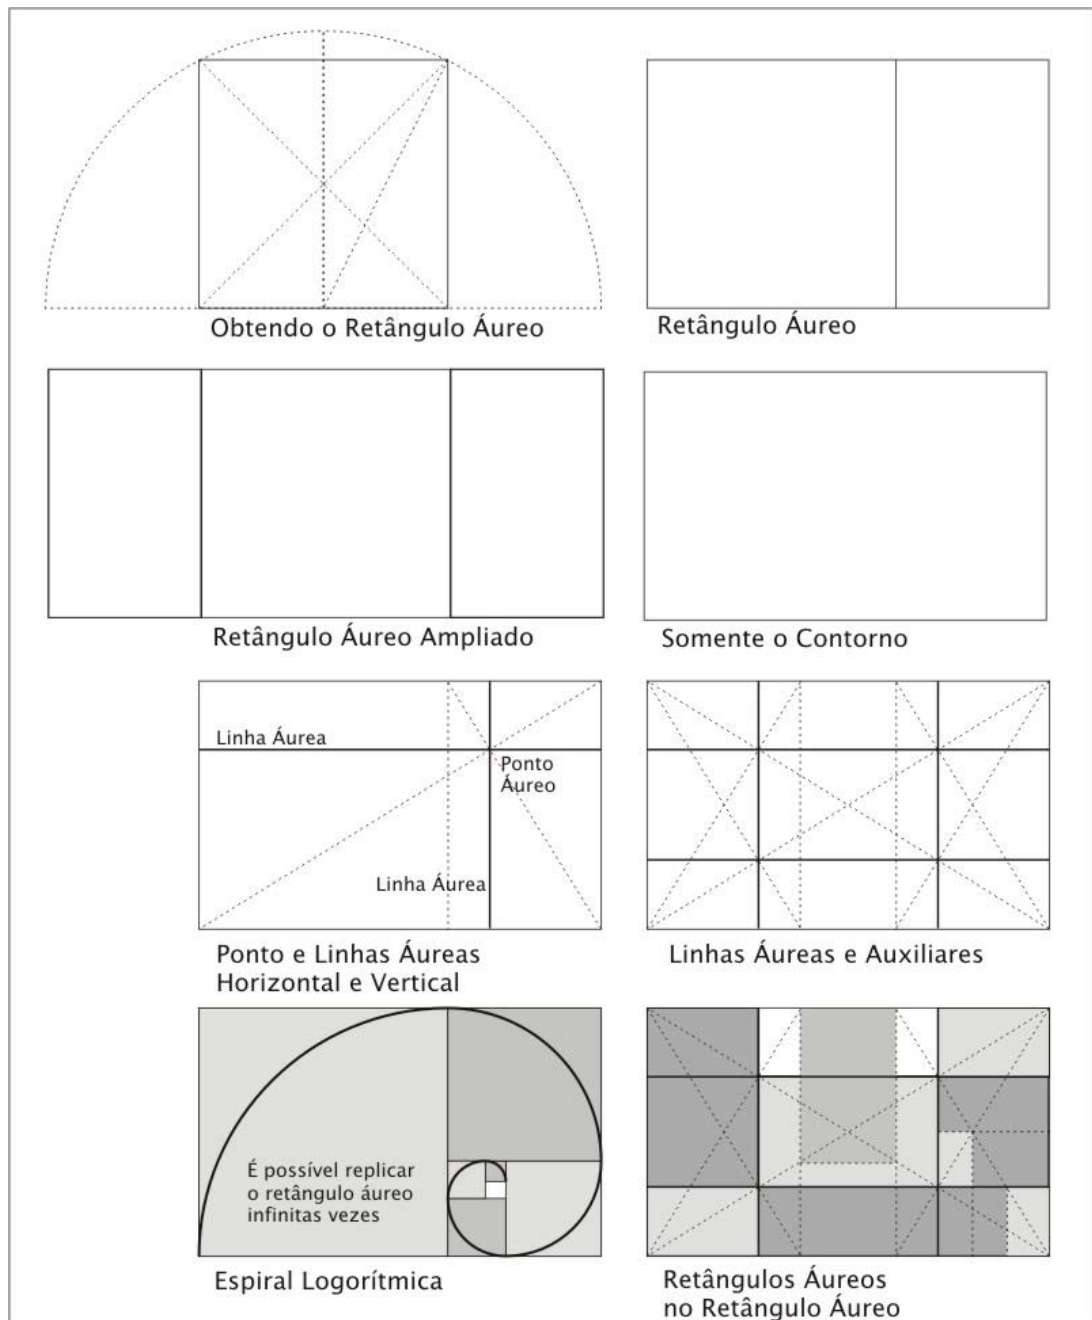 Obtendo o Retângulo Áureo
Retângulo Áureo
Retângulo Áureo Ampliado
Somente o Contorno
Linha Áurea
Ponto
Áureo
Linha Áurea
Ponto e Linhas Áureas
Horizontal e Vertical
Linhas Áureas e Auxiliares
É possível replicar
o retângulo áureo
infinitas vezes
Espiral Logorítmica
Retângulos Áureos
no Retângulo Áureo